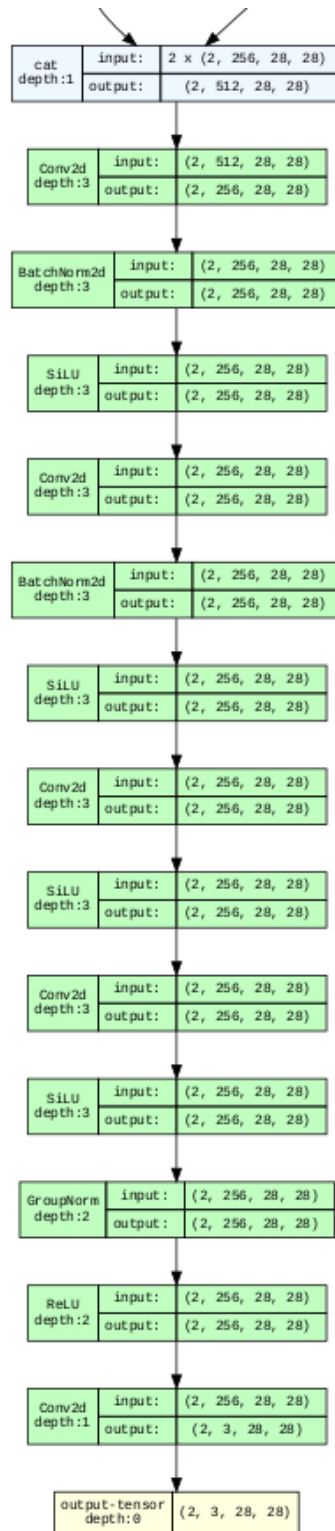 cat
depth:1
input:
2 x (2, 256, 28, 28)
output:
(2, 512, 28, 28)
Conv2d
depth:3
input:
(2, 512, 28, 28)
output:
(2, 256, 28, 28)
BatchNorm2d
depth:3
input:
(2, 256, 28, 28)
output:
(2, 256, 28, 28)
SiLU
depth:3
input:
(2, 256, 28, 28)
output:
(2, 256, 28, 28)
Conv2d
depth:3
input:
(2, 256, 28, 28)
output:
(2, 256, 28, 28)
BatchNorm2d
depth:3
input:
(2, 256, 28, 28)
output:
(2, 256, 28, 28)
SiLU
depth:3
input:
(2, 256, 28, 28)
output:
(2, 256, 28, 28)
Conv2d
depth:3
input:
(2, 256, 28, 28)
output:
(2, 256, 28, 28)
SiLU
depth:3
input:
(2, 256, 28, 28)
output:
(2, 256, 28, 28)
Conv2d
depth:3
input:
(2, 256, 28, 28)
output:
(2, 256, 28, 28)
SiLU
depth:3
input:
(2, 256, 28, 28)
output:
(2, 256, 28, 28)
GroupNorm
depth:2
input:
(2, 256, 28, 28)
output:
(2, 256, 28, 28)
ReLU
depth:2
input:
(2, 256, 28, 28)
output:
(2, 256, 28, 28)
Conv2d
depth:1
input:
(2, 256, 28, 28)
output:
(2, 3, 28, 28)
output-tensor
depth:0
(2, 3, 28, 28)